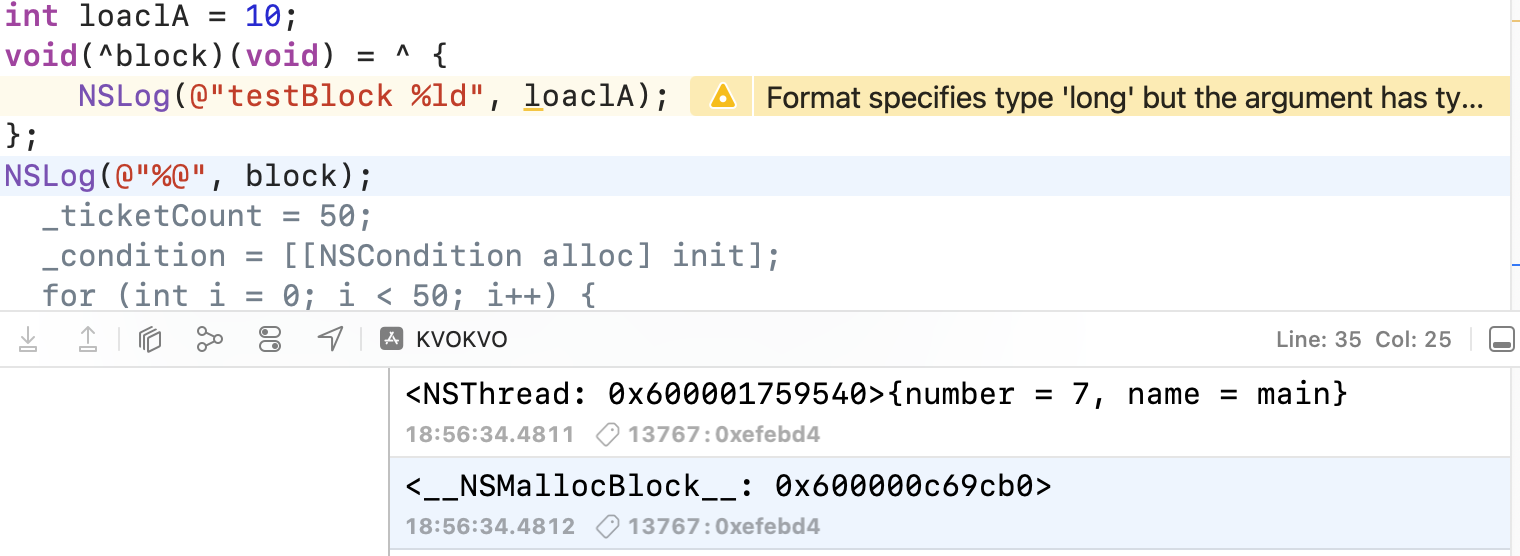 int loaclA = 10;
void(^block)(void) = ^ {
    NSLog(@"testBlock %ld", loaclA);  Format specifies type 'long' but the argument has ty...
};
NSLog(@"%@", block);
  _ticketCount = 50;
  _condition = [[NSCondition alloc] init];
  for (int i = 0; i < 50; i++) {
KVOKVO  Line: 35  Col: 25
<NSThread: 0x600001759540>{number = 7, name = main}
18:56:34.4811  13767:0xefebd4
<__NSMallocBlock__: 0x600000c69cb0>
18:56:34.4812  13767:0xefebd4